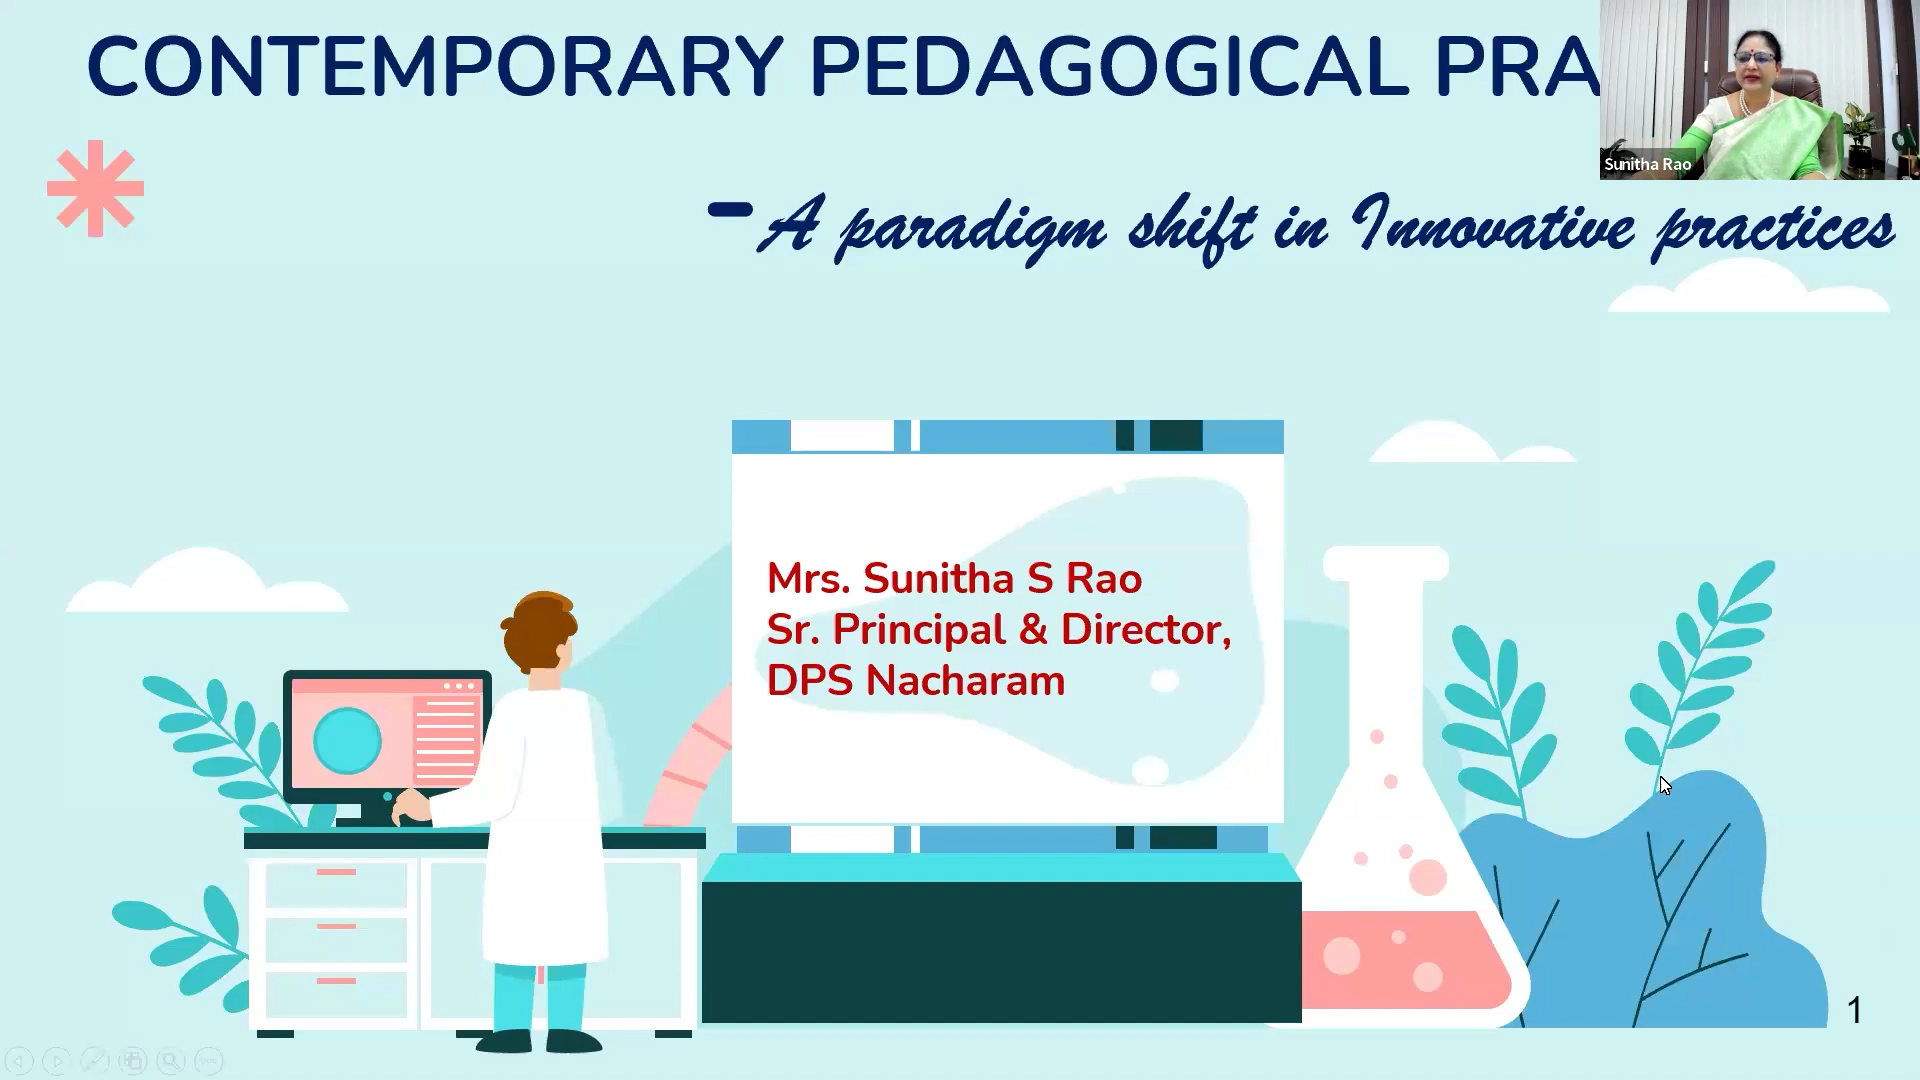 CONTEMPORARY PEDAGOGICAL PRA
Sunitha Rao
- A paradigm shift in Innovative practices
Mrs. Sunitha S Rao
Sr. Principal & Director,
DPS Nacharam
1